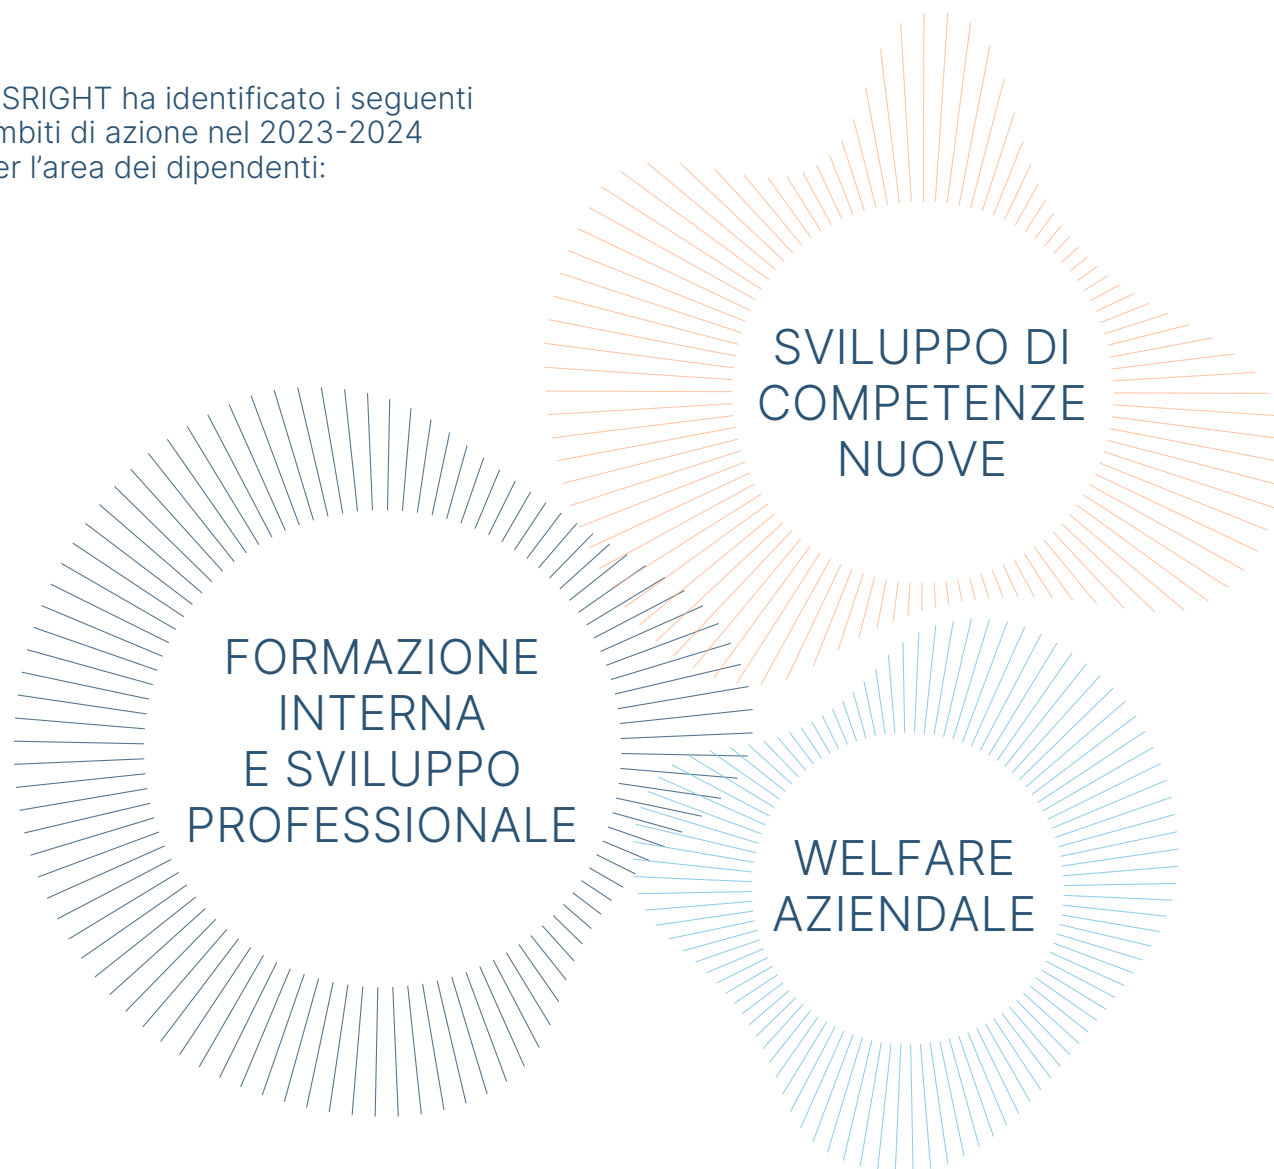 SRIGHT ha identificato i seguenti
mbiti di azione nel 2023-2024
er l’area dei dipendenti:
SVILUPPO DI
COMPETENZE
NUOVE
FORMAZIONE
INTERNA
E SVILUPPO
PROFESSIONALE
WELFARE
AZIENDALE